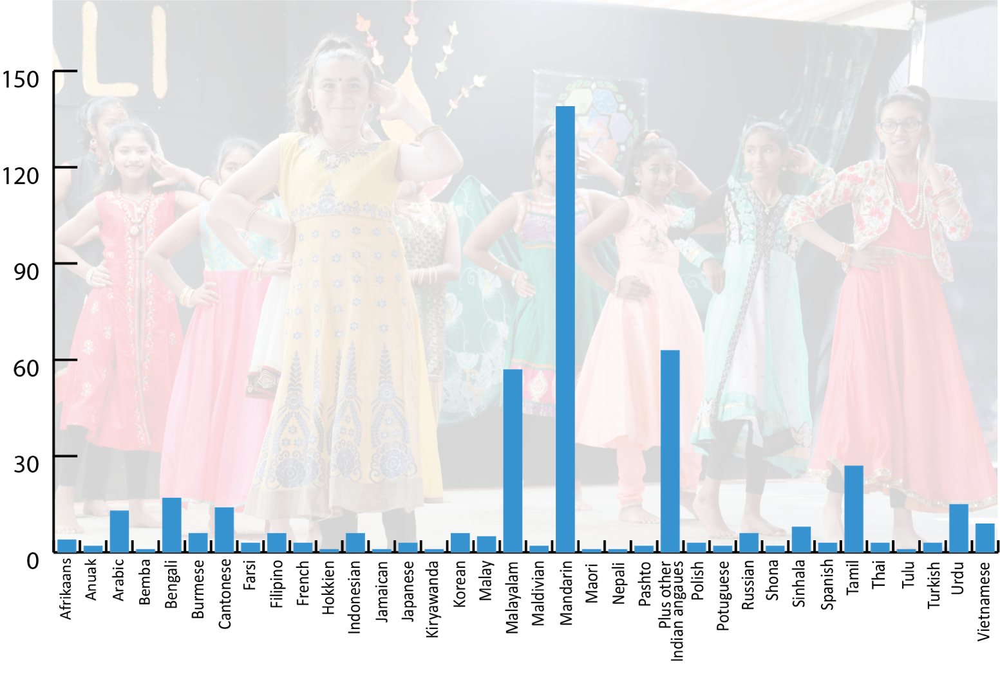 LI
150
120
90
60
30
0
Afrikaans
Anuak
Arabic
Bemba
Bengali
Burmese
Cantonese
Farsi
Filipino
French
Hokkien
Indonesian
Jamaican
Japanese
Kiryawanda
Korean
Malay
Malayalam
Maldivian
Mandarin
Maori
Nepali
Pashto
Plus other
Indian angaues
Polish
Potuguese
Russian
Shona
Sinhala
Spanish
Tamil
Thai
Tulu
Turkish
Urdu
Vietnamese